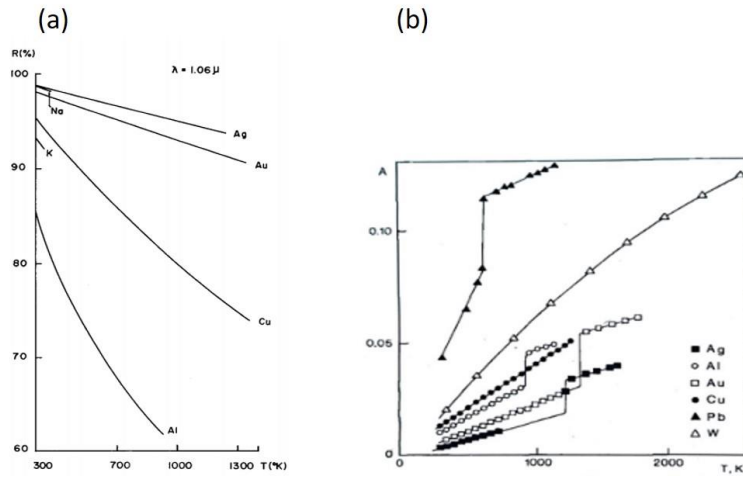 (a)
(b)
R(%)
λ = 1.06 μ
100
90
80
70
60
Na
K
Ag
Au
Cu
Al
300
700
1000
1300
T(°K)
A
0.10
0.05
0
1000
2000
T, K
Ag
Al
Au
Cu
Pb
W